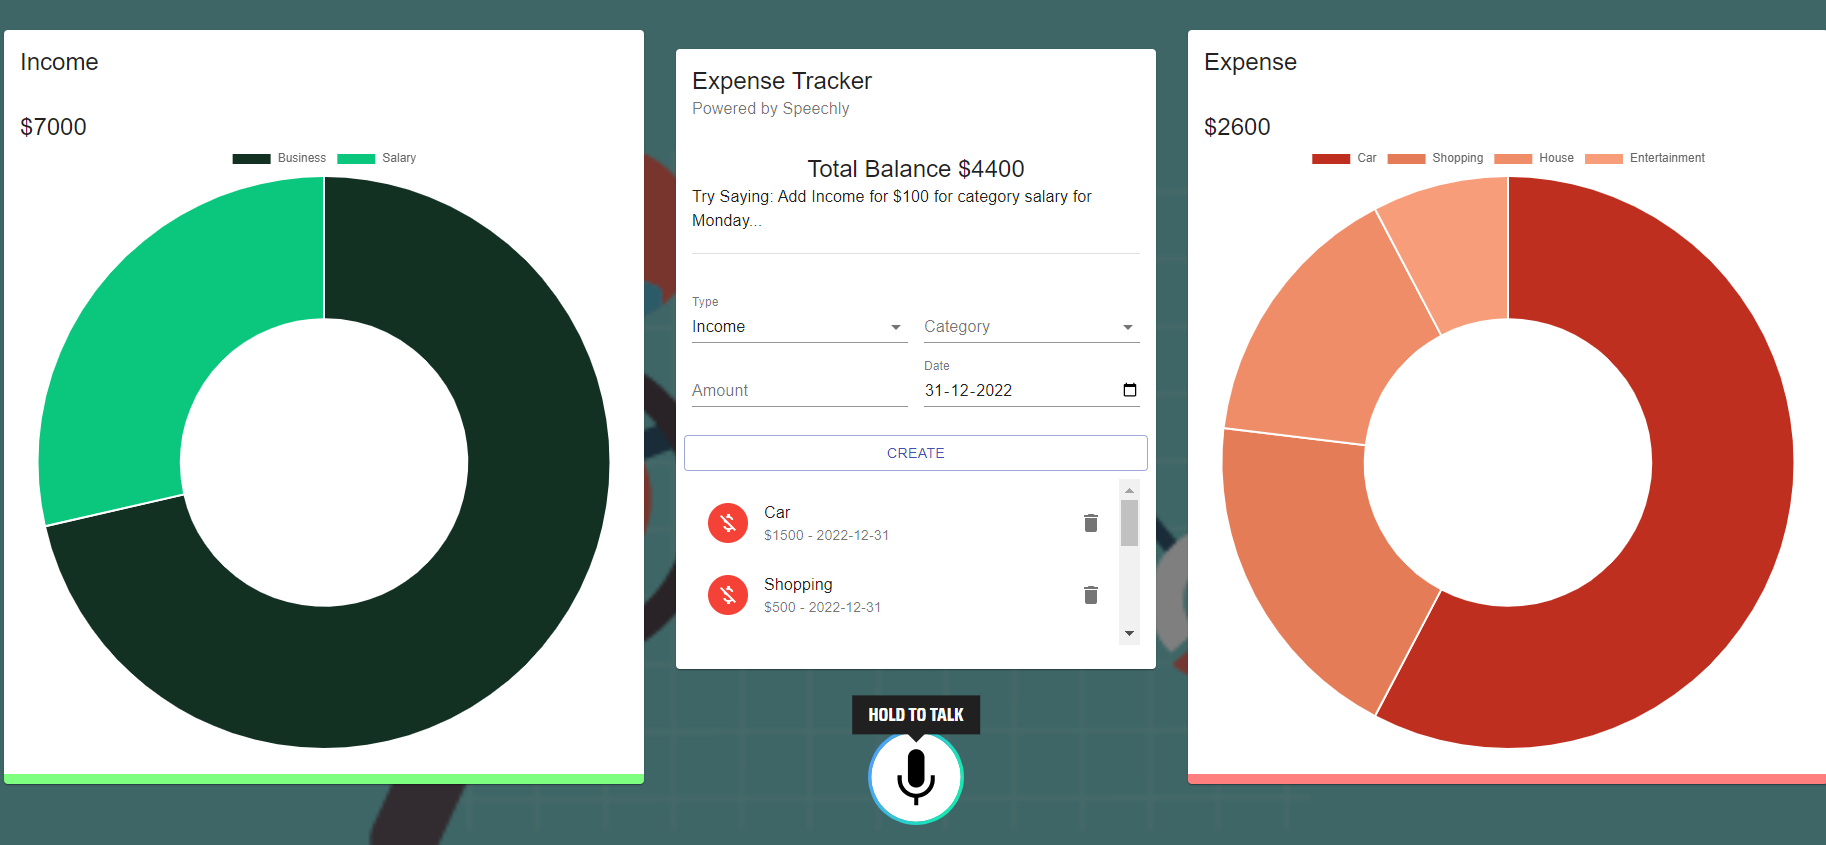 Income
$7000
Business
Salary
Expense Tracker
Powered by Speechly
Total Balance $4400
Try Saying: Add Income for $100 for category salary for
Monday...
Type
Income
Category
Amount
Date
31-12-2022
CREATE
Car
$1500 - 2022-12-31
Shopping
$500 - 2022-12-31
HOLD TO TALK
Expense
$2600
Car
Shopping
House
Entertainment